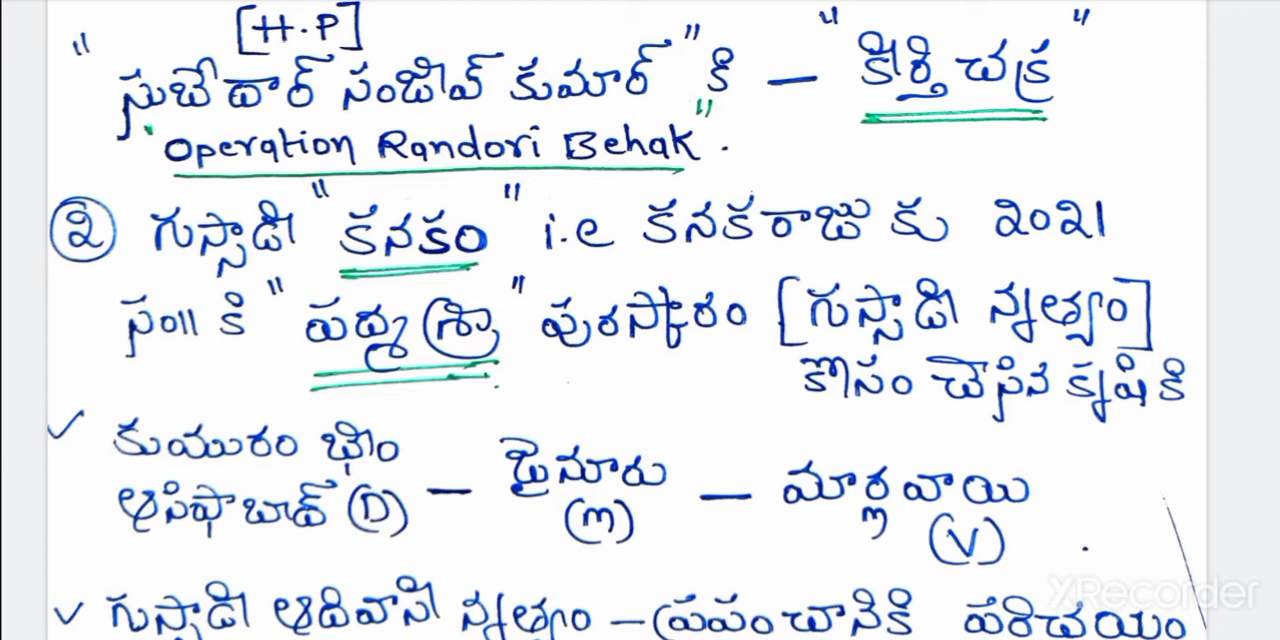 [H.P]
"సుబేదార్ సంజీవ్ కుమార్" కి – "కీర్తి చక్ర"
"Operation Randori Behak".
② గుస్సాడీ "కనకం" i.e కనకరాజు కు 2021
సం|| కి "పద్మశ్రీ" పురస్కారం [గుస్సాడీ నృత్యం]
కోసం చేసిన కృషికి
✓ కుమురం భీం – జైనూరు – మార్లవాయి
ఆసిఫాబాద్ (D) (m) (V) .
✓ గుస్సాడీ ఆదివాసీ నృత్యం – ప్రపంచానికి పరిచయం
XRecorder